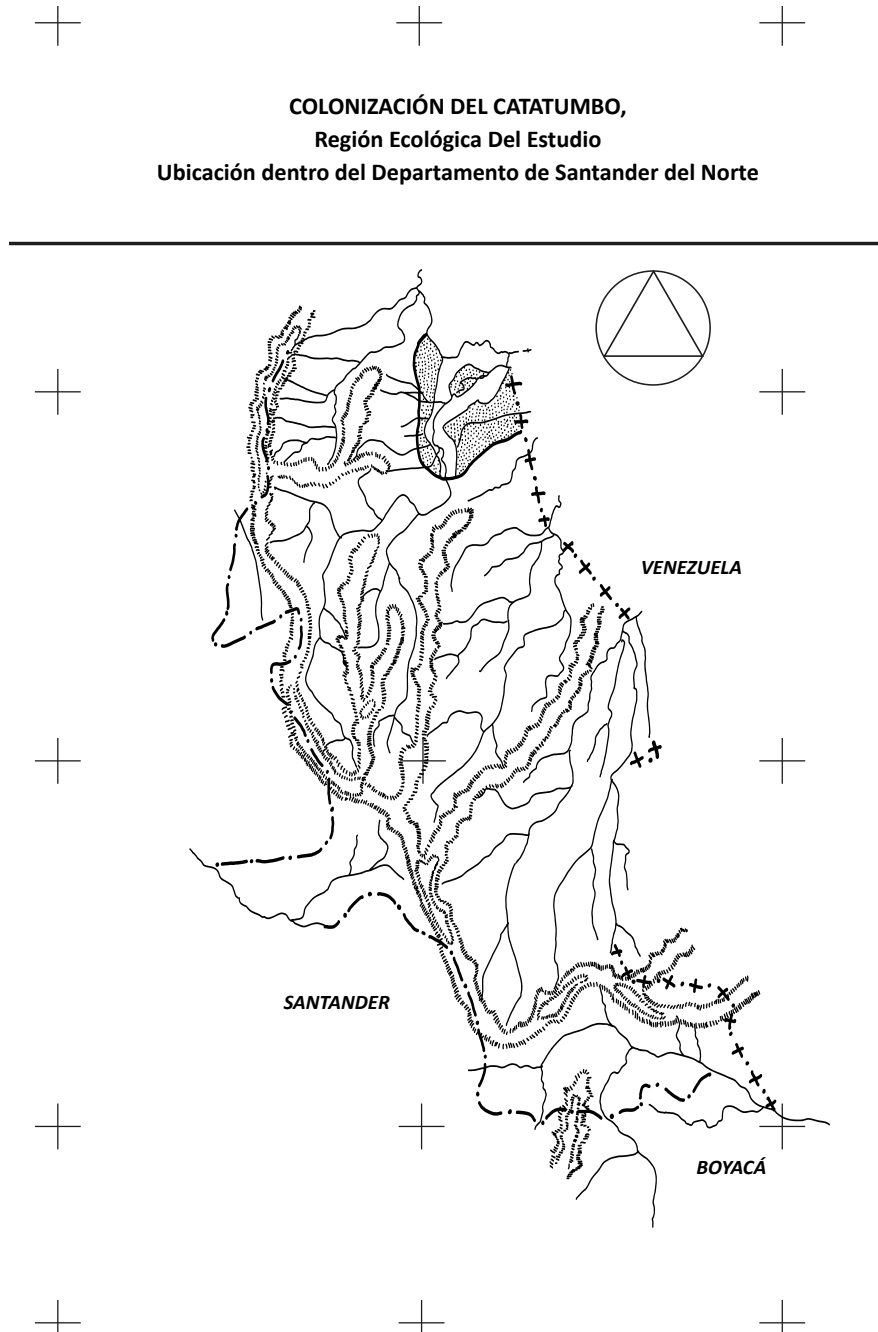 COLONIZACIÓN DEL CATATUMBO,
Región Ecológica Del Estudio
Ubicación dentro del Departamento de Santander del Norte
VENEZUELA
SANTANDER
BOYACÁ